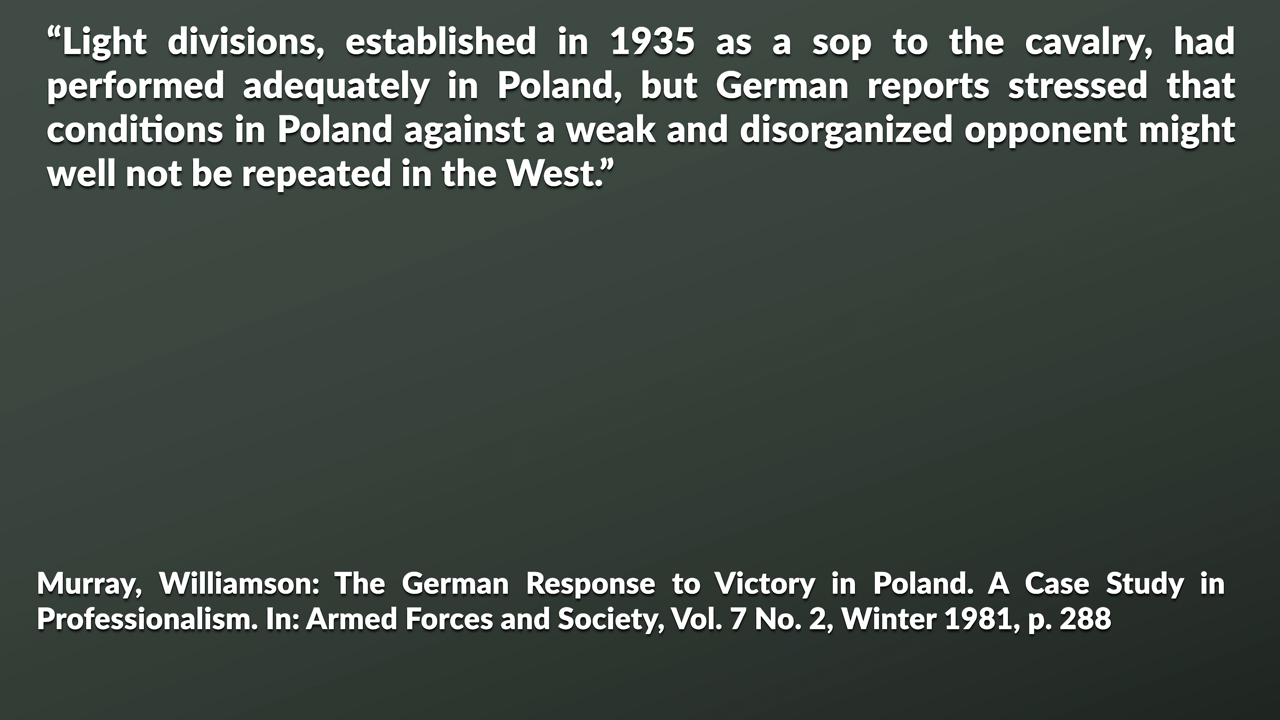 “Light divisions, established in 1935 as a sop to the cavalry, had
performed adequately in Poland, but German reports stressed that
conditions in Poland against a weak and disorganized opponent might
well not be repeated in the West.”
Murray, Williamson: The German Response to Victory in Poland. A Case Study in
Professionalism. In: Armed Forces and Society, Vol. 7 No. 2, Winter 1981, p. 288